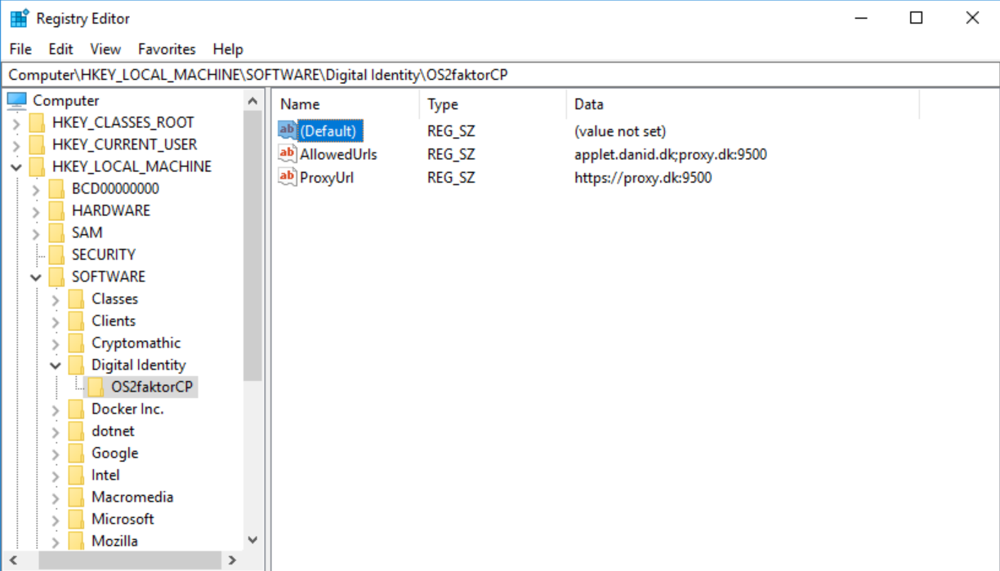 Registry Editor
File Edit View Favorites Help
Computer\HKEY_LOCAL_MACHINE\SOFTWARE\Digital Identity\OS2faktorCP
Computer
HKEY_CLASSES_ROOT
HKEY_CURRENT_USER
HKEY_LOCAL_MACHINE
BCD00000000
HARDWARE
SAM
SECURITY
SOFTWARE
Classes
Clients
Cryptomathic
Digital Identity
OS2faktorCP
Docker Inc.
dotnet
Google
Intel
Macromedia
Microsoft
Mozilla
Name Type Data
ab (Default) REG_SZ (value not set)
ab AllowedUrls REG_SZ applet.danid.dk;proxy.dk:9500
ab ProxyUrl REG_SZ https://proxy.dk:9500